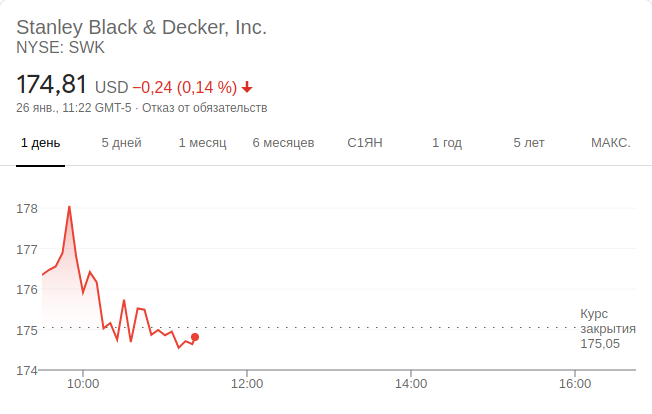 Stanley Black & Decker, Inc.
NYSE: SWK
174,81 USD −0,24 (0,14 %)
26 янв., 11:22 GMT-5 · Отказ от обязательств
1 день 5 дней 1 месяц 6 месяцев С1ЯН 1 год 5 лет МАКС.
178
177
176
175
174
Курс
закрытия
175,05
10:00 12:00 14:00 16:00